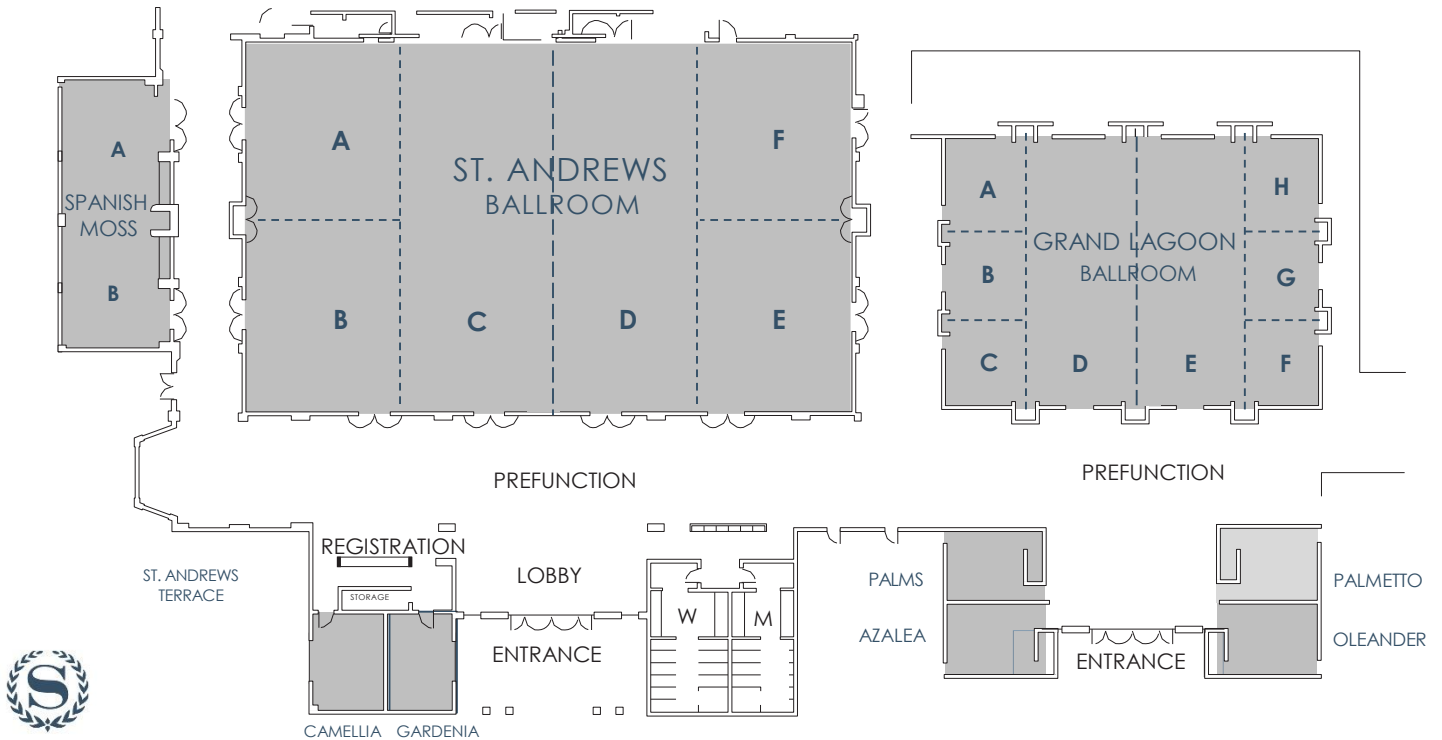 A
SPANISH
MOSS
B
A
F
ST. ANDREWS
BALLROOM
B
C
D
E
A
H
GRAND LAGOON
B
BALLROOM
G
C
D
E
F
PREFUNCTION
PREFUNCTION
REGISTRATION
LOBBY
ST. ANDREWS
TERRACE
STORAGE
W
M
ENTRANCE
CAMELLIA
GARDENIA
PALMS
PALMETTO
AZALEA
OLEANDER
ENTRANCE
S